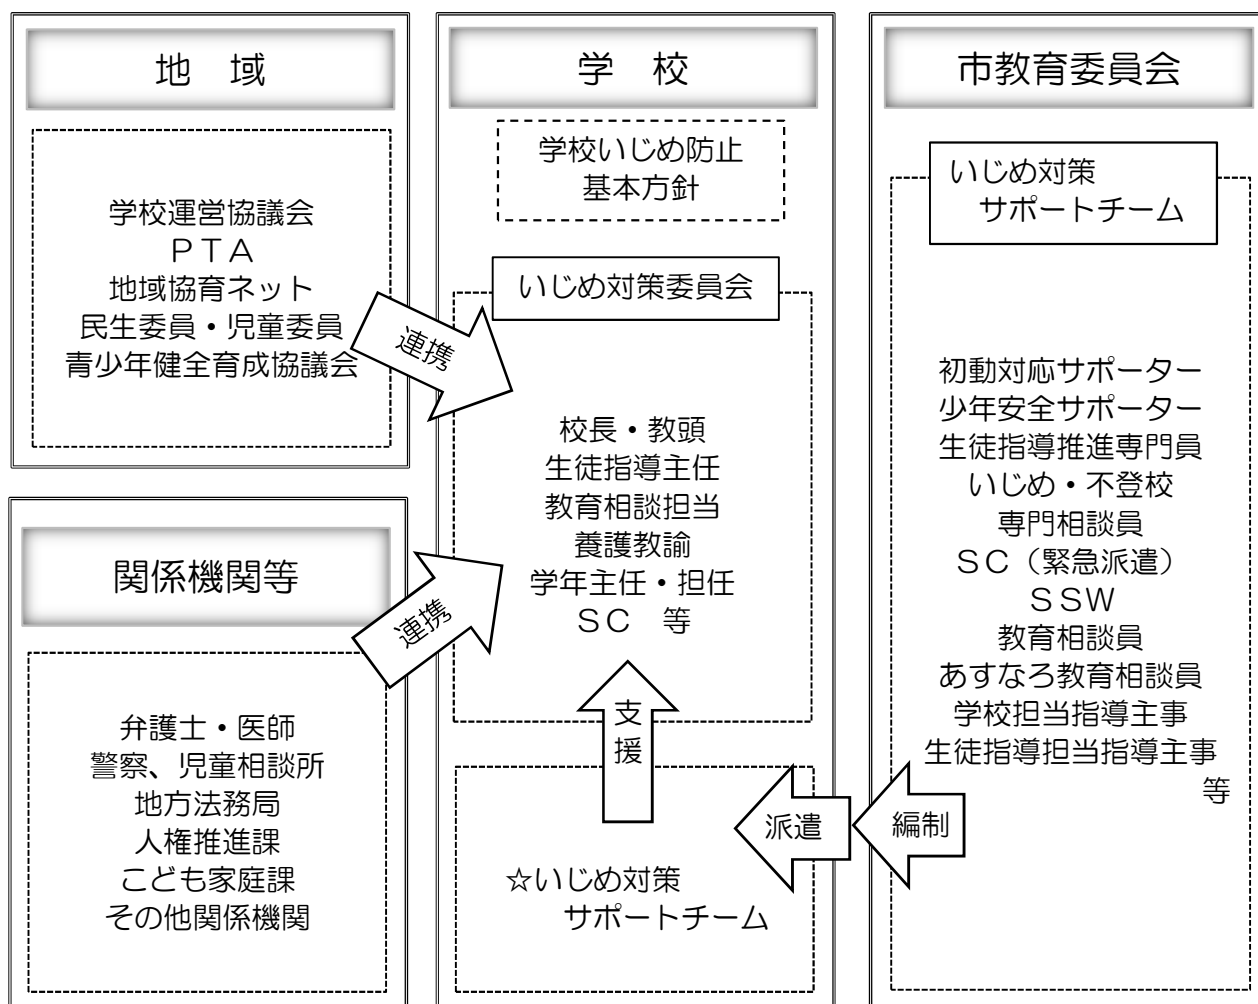 地　域
学校運営協議会
ＰＴＡ
地域協育ネット
民生委員・児童委員
青少年健全育成協議会
連携
関係機関等
弁護士・医師
警察、児童相談所
地方法務局
人権推進課
こども家庭課
その他関係機関
連携
学　校
学校いじめ防止
基本方針
いじめ対策委員会
校長・教頭
生徒指導主任
教育相談担当
養護教諭
学年主任・担任
ＳＣ　等
支援
☆いじめ対策
サポートチーム
派遣
編制
市教育委員会
いじめ対策
サポートチーム
初動対応サポーター
少年安全サポーター
生徒指導推進専門員
いじめ・不登校
専門相談員
ＳＣ（緊急派遣）
ＳＳＷ
教育相談員
あすなろ教育相談員
学校担当指導主事
生徒指導担当指導主事
等